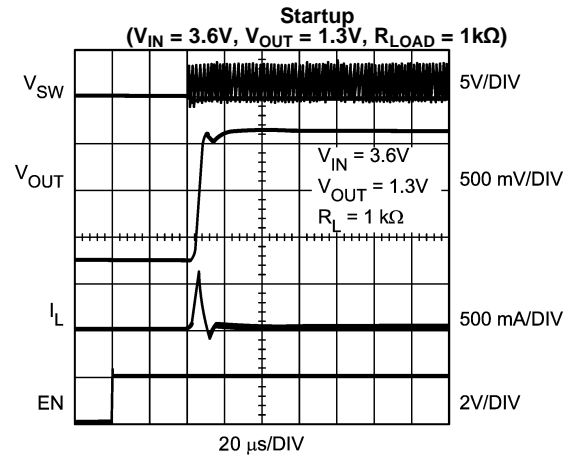 Startup
(VIN = 3.6V, VOUT = 1.3V, RLOAD = 1kΩ)
VSW
5V/DIV
VIN = 3.6V
VOUT
VOUT = 1.3V
500 mV/DIV
RL = 1 kΩ
IL
500 mA/DIV
EN
2V/DIV
20 µs/DIV